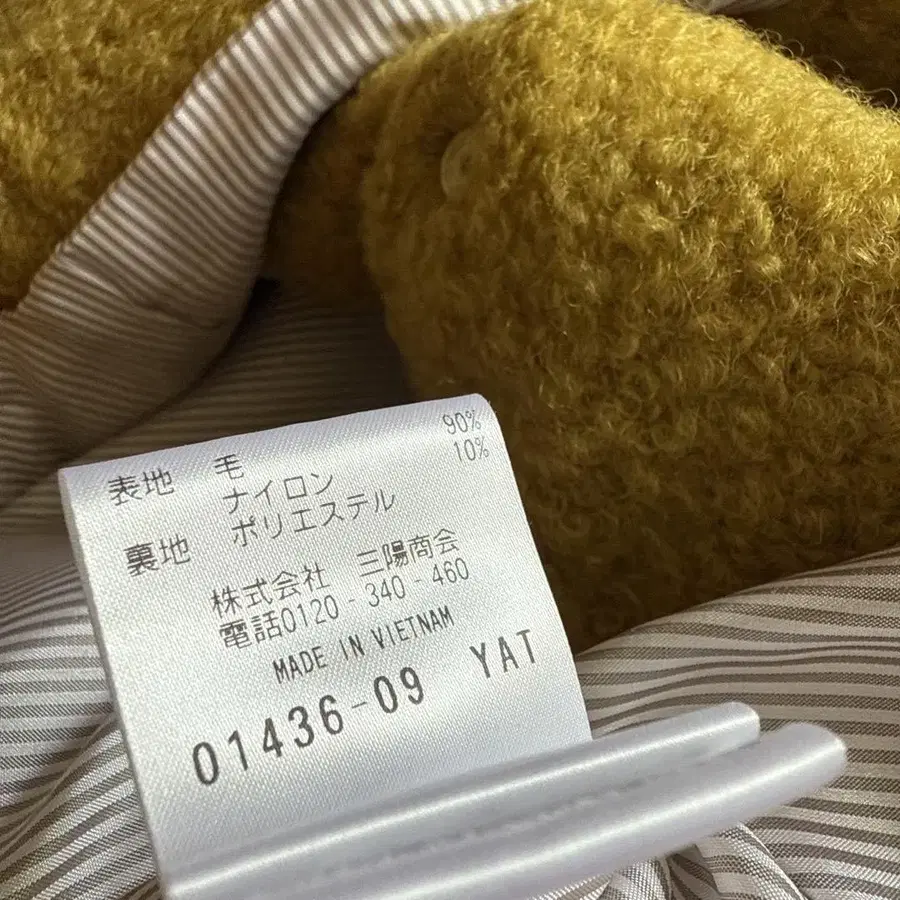 表地 毛 90%
ナイロン 10%
裏地 ポリエステル
株式会社 三陽商会
電話0120-340-460
MADE IN VIETNAM
01436-09 YAT